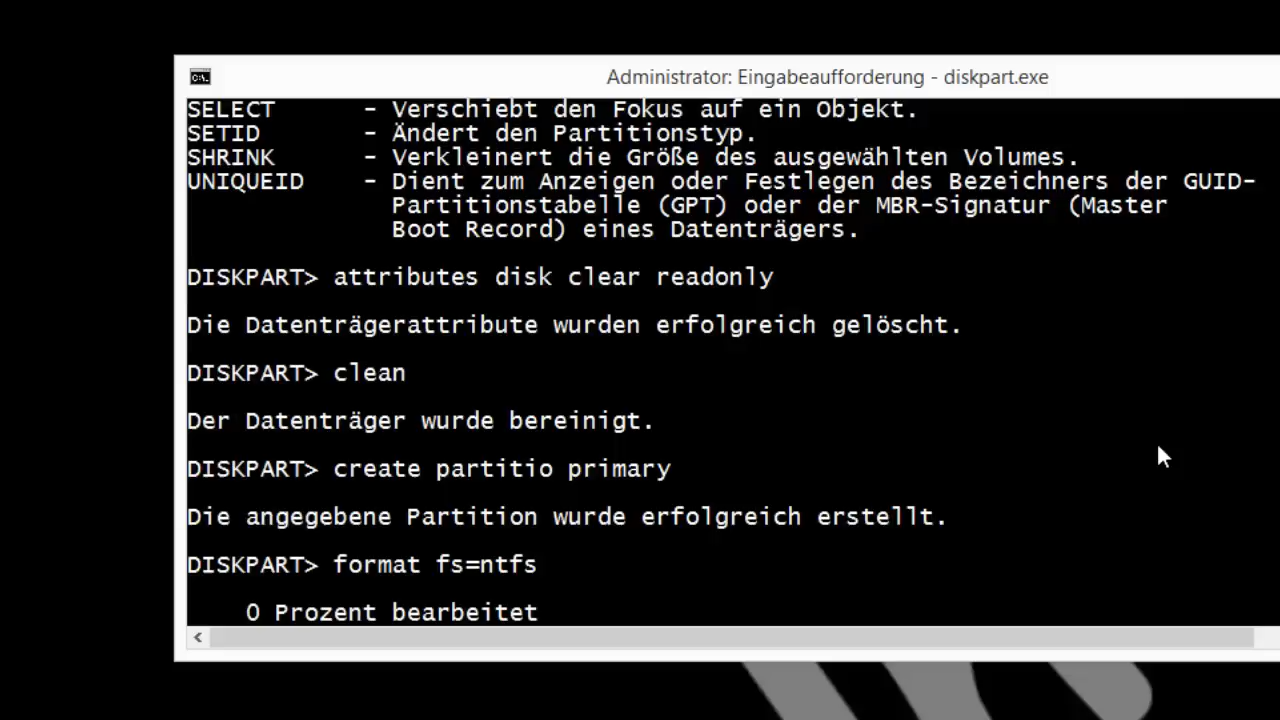 Administrator: Eingabeaufforderung - diskpart.exe
SELECT - Verschiebt den Fokus auf ein Objekt.
SETID - Ändert den Partitionstyp.
SHRINK - Verkleinert die Größe des ausgewählten Volumes.
UNIQUEID - Dient zum Anzeigen oder Festlegen des Bezeichners der GUID-
Partitionstabelle (GPT) oder der MBR-Signatur (Master
Boot Record) eines Datenträgers.
DISKPART> attributes disk clear readonly
Die Datenträgerattribute wurden erfolgreich gelöscht.
DISKPART> clean
Der Datenträger wurde bereinigt.
DISKPART> create partitio primary
Die angegebene Partition wurde erfolgreich erstellt.
DISKPART> format fs=ntfs
0 Prozent bearbeitet